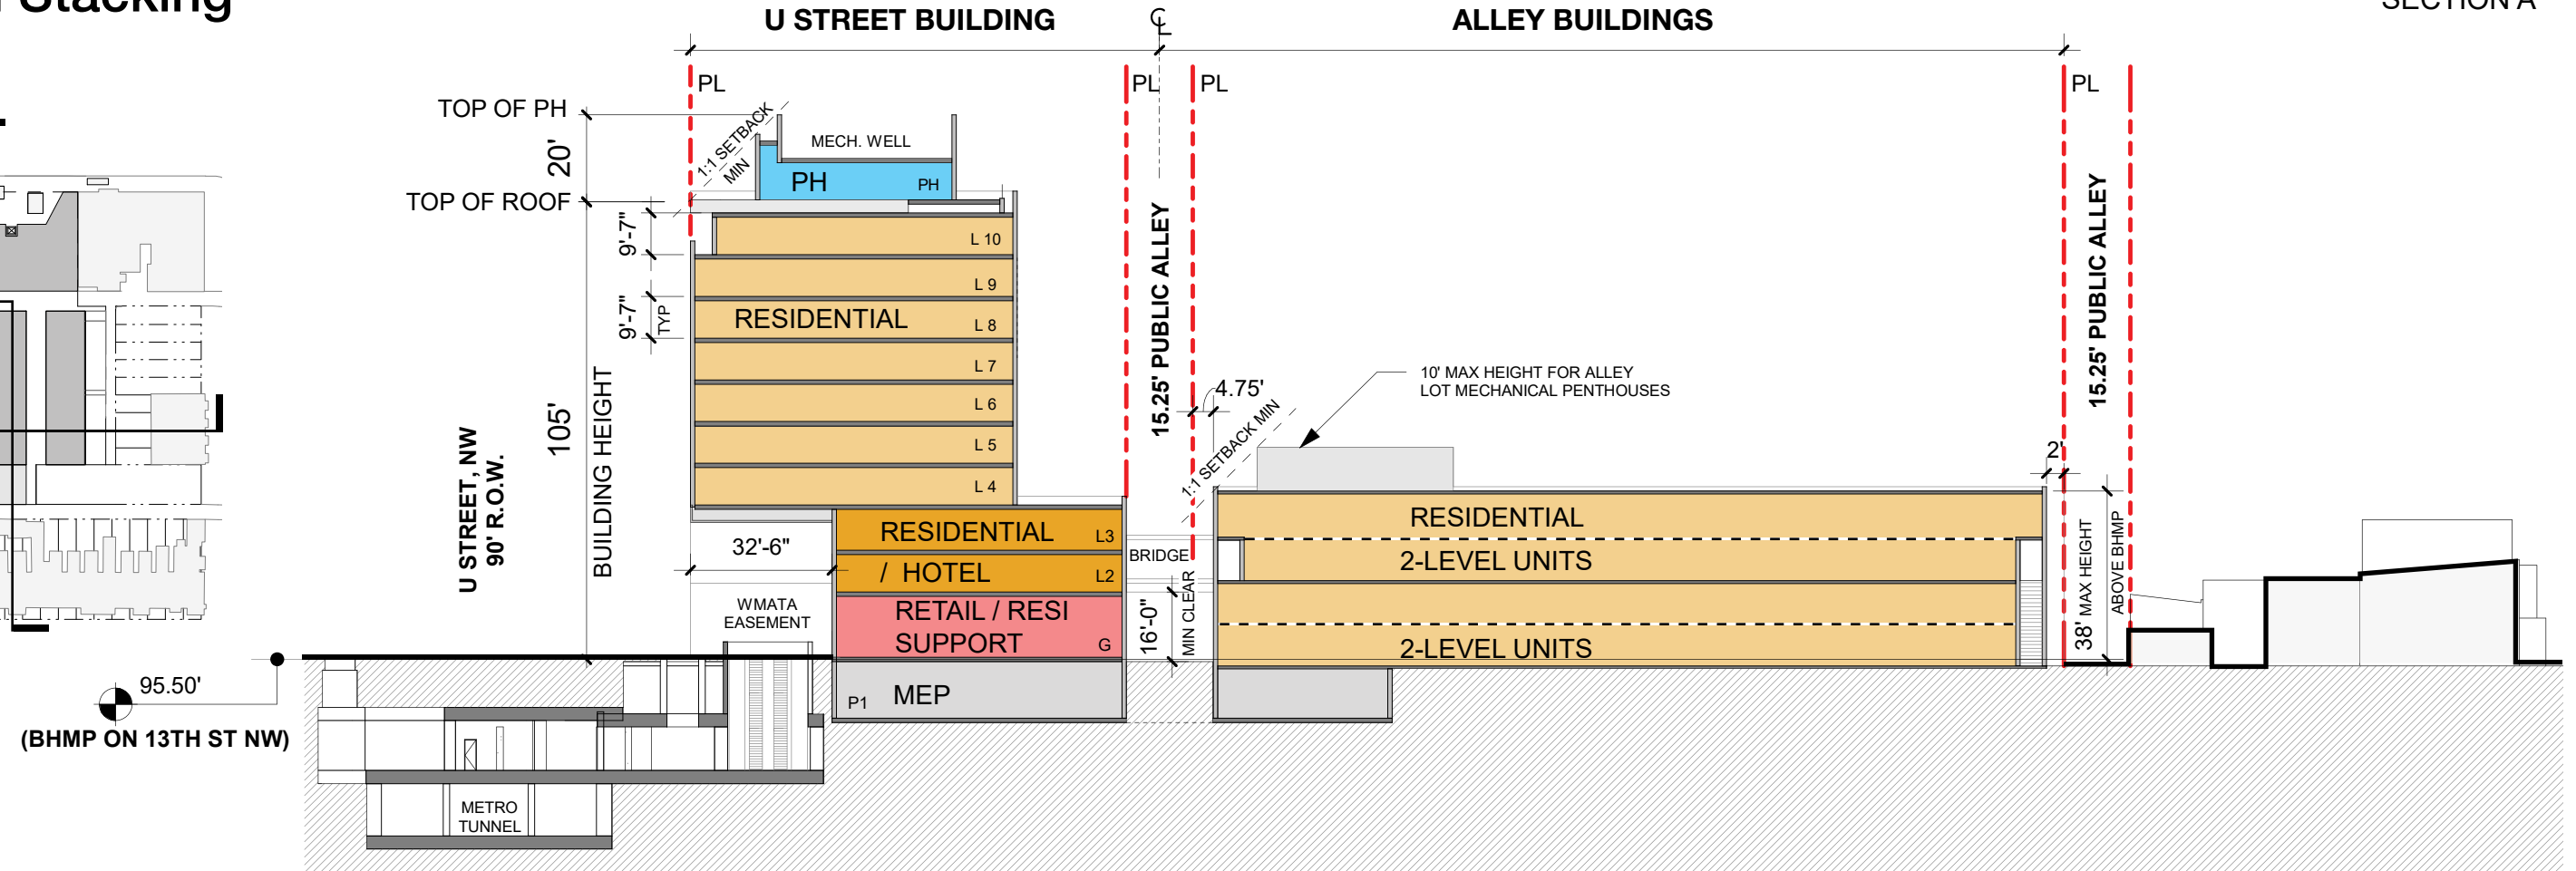 Stacking
SECTION A
U STREET BUILDING
ALLEY BUILDINGS
PL
PL
PL
PL
TOP OF PH
20'
TOP OF ROOF
1:1 SETBACK
MIN
MECH. WELL
PH
PH
9'-7"
9'-7"
TYP
105'
BUILDING HEIGHT
U STREET, NW
90' R.O.W.
L 10
L 9
RESIDENTIAL
L 8
L 7
L 6
L 5
L 4
RESIDENTIAL
L3
/ HOTEL
L2
RETAIL / RESI
SUPPORT
G
P1
MEP
32'-6"
WMATA
EASEMENT
METRO
TUNNEL
95.50'
(BHMP ON 13TH ST NW)
15.25' PUBLIC ALLEY
4.75'
1:1 SETBACK MIN
BRIDGE
16'-0"
MIN CLEAR
10' MAX HEIGHT FOR ALLEY
LOT MECHANICAL PENTHOUSES
RESIDENTIAL
2-LEVEL UNITS
2-LEVEL UNITS
2'
15.25' PUBLIC ALLEY
38' MAX HEIGHT
ABOVE BHMP